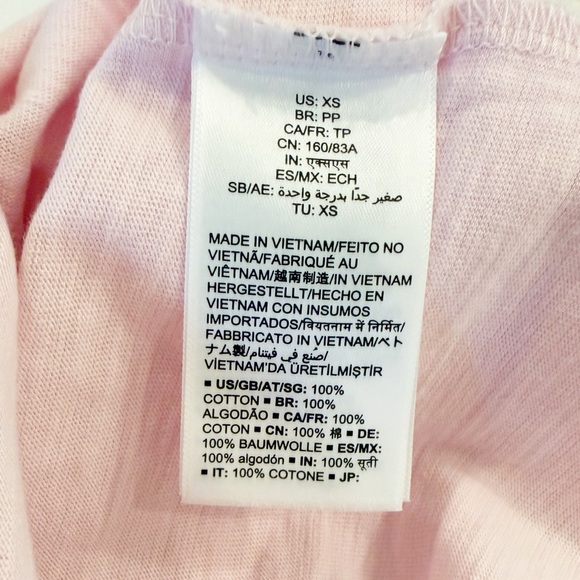 US: XS
BR: PP
CA/FR: TP
CN: 160/83A
IN: एक्सएस
ES/MX: ECH
SB/AE: صغير جدًا بدرجة واحدة
TU: XS
MADE IN VIETNAM/FEITO NO
VIETNÃ/FABRIQUÉ AU
VIÊTNAM/越南制造/IN VIETNAM
HERGESTELLT/HECHO EN
VIETNAM CON INSUMOS
IMPORTADOS/वियतनाम में निर्मित/
FABBRICATO IN VIETNAM/ベト
ナム製/صُنع في فيتنام/
VİETNAM'DA ÜRETİLMİŞTİR
▪ US/GB/AT/SG: 100%
COTTON ▪ BR: 100%
ALGODÃO ▪ CA/FR: 100%
COTON ▪ CN: 100% 棉 ▪ DE:
100% BAUMWOLLE ▪ ES/MX:
100% algodón ▪ IN: 100% सूती
▪ IT: 100% COTONE ▪ JP: